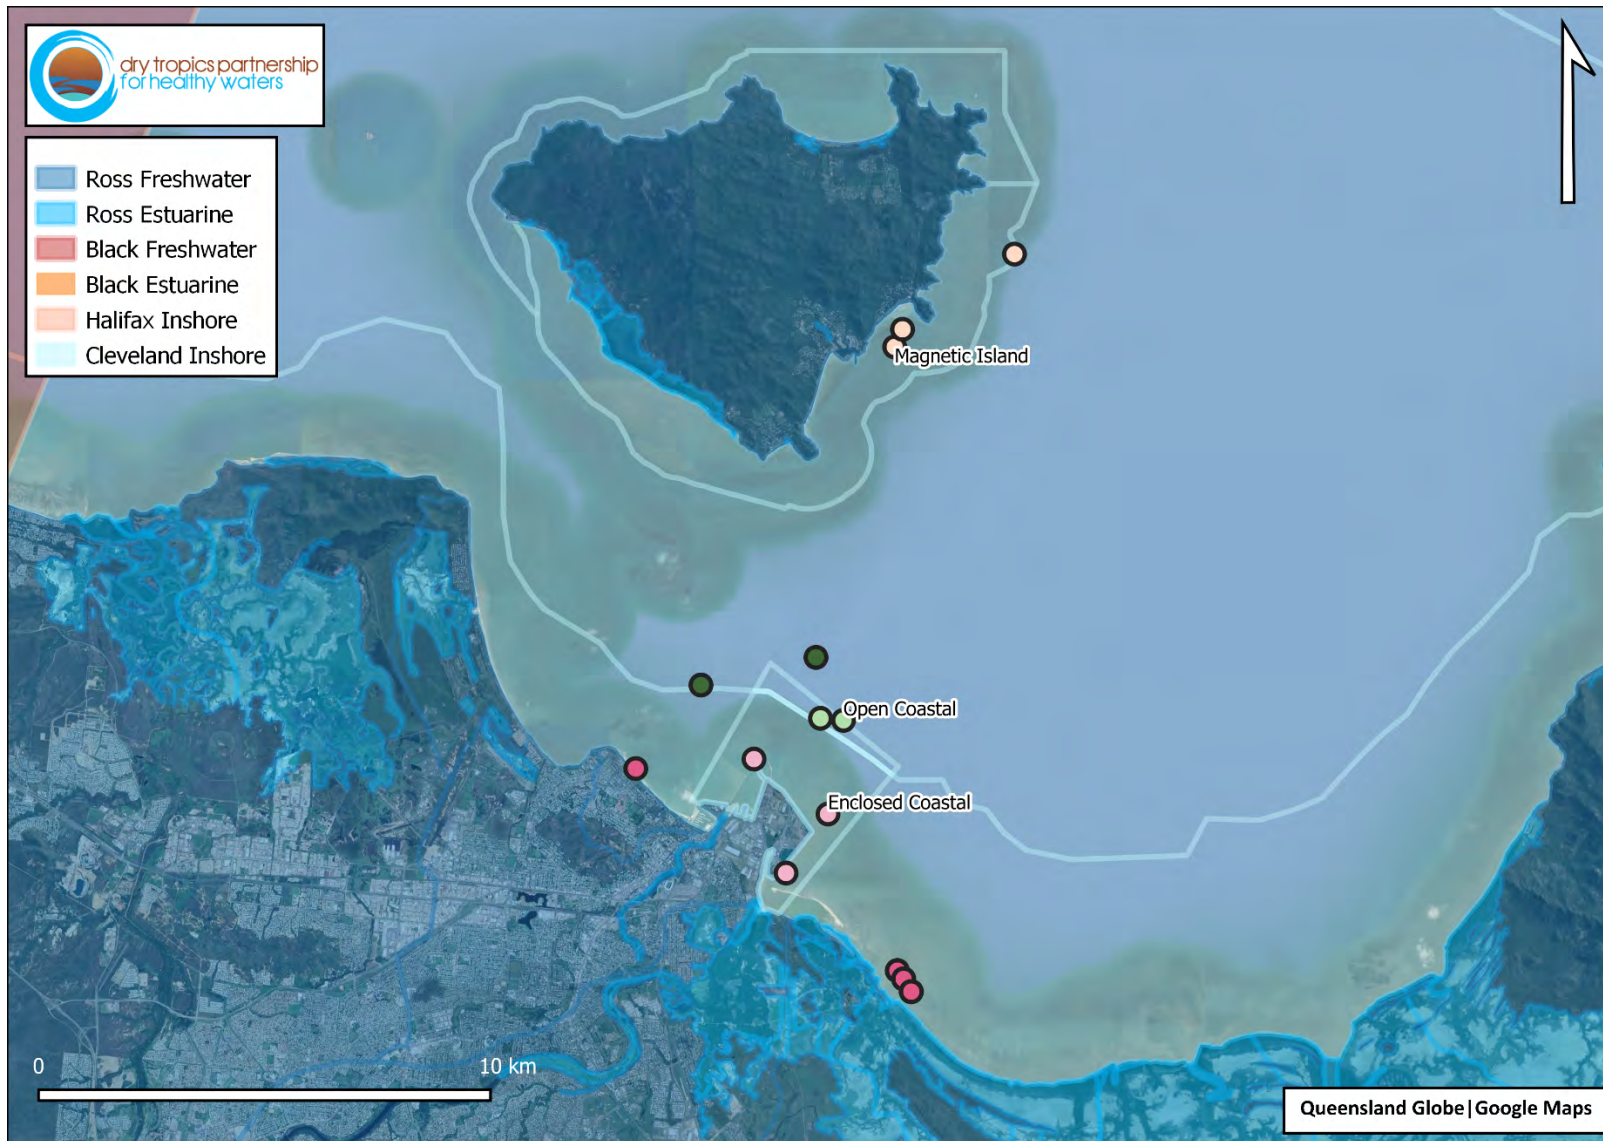 dry tropics partnership
for healthy waters
Ross Freshwater
Ross Estuarine
Black Freshwater
Black Estuarine
Halifax Inshore
Cleveland Inshore
Magnetic Island
Open Coastal
Enclosed Coastal
0 10 km
Queensland Globe|Google Maps